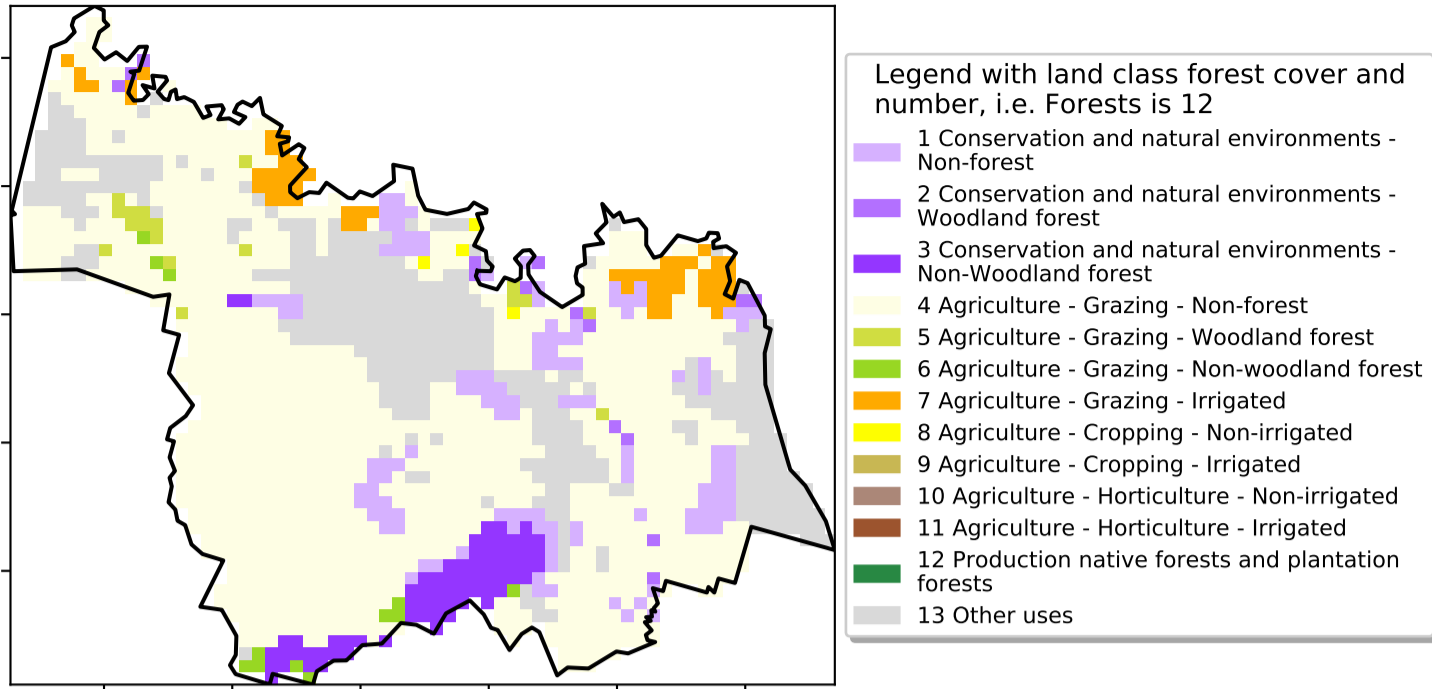 Legend with land class forest cover and
number, i.e. Forests is 12
1 Conservation and natural environments -
Non-forest
2 Conservation and natural environments -
Woodland forest
3 Conservation and natural environments -
Non-Woodland forest
4 Agriculture - Grazing - Non-forest
5 Agriculture - Grazing - Woodland forest
6 Agriculture - Grazing - Non-woodland forest
7 Agriculture - Grazing - Irrigated
8 Agriculture - Cropping - Non-irrigated
9 Agriculture - Cropping - Irrigated
10 Agriculture - Horticulture - Non-irrigated
11 Agriculture - Horticulture - Irrigated
12 Production native forests and plantation
forests
13 Other uses